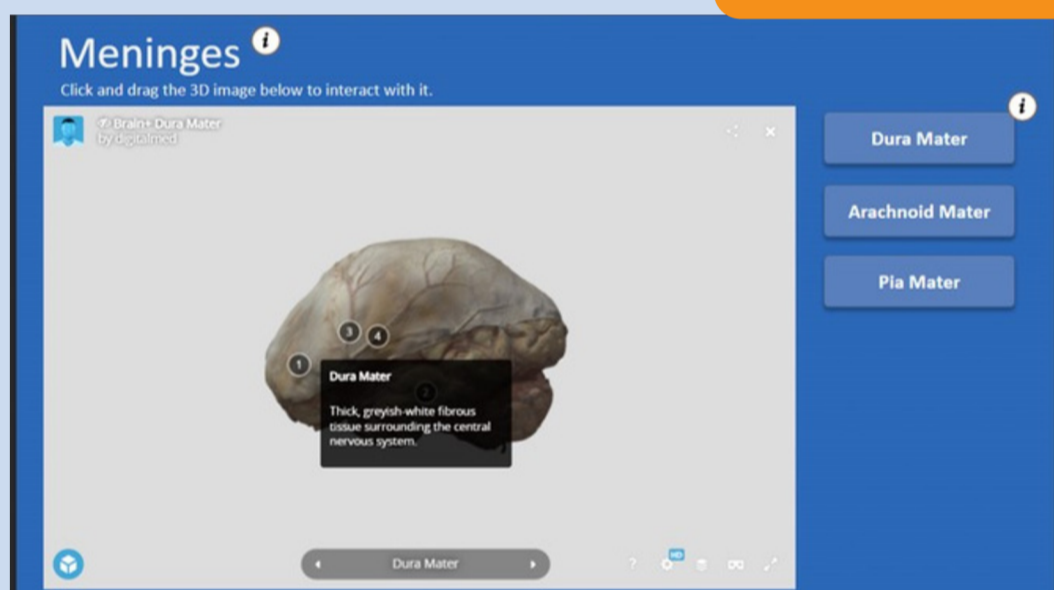 Meninges i
Click and drag the 3D image below to interact with it.
Brain+ Dura Mater
by digitalmed
i
Dura Mater
Arachnoid Mater
Pia Mater
3
4
1
2
Dura Mater
Thick, greyish-white fibrous
tissue surrounding the central
nervous system.
Dura Mater
?
HD